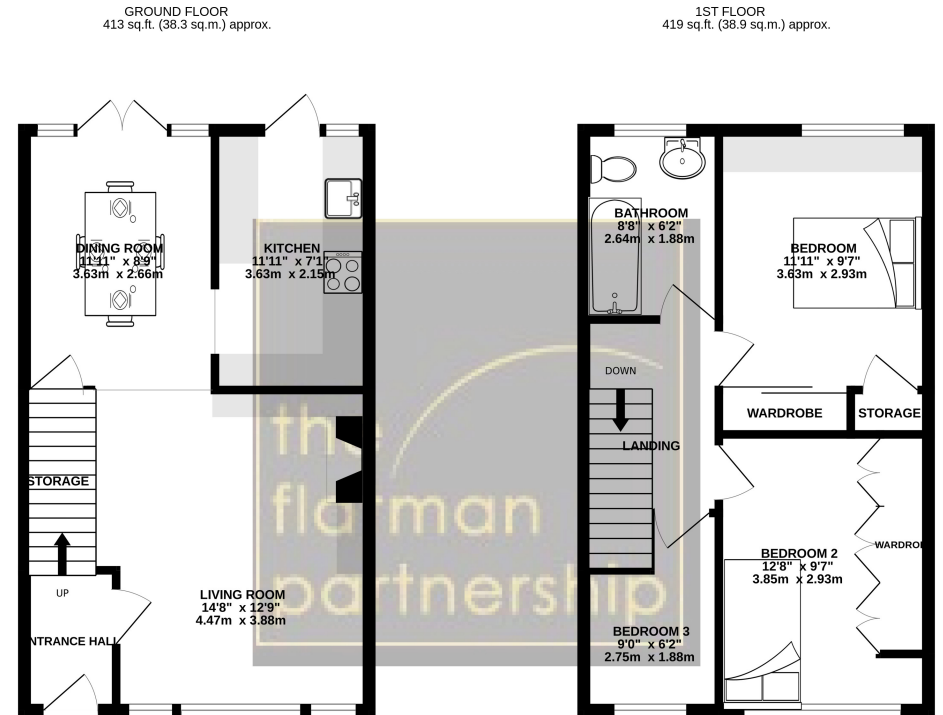 GROUND FLOOR
413 sq.ft. (38.3 sq.m.) approx.
1ST FLOOR
419 sq.ft. (38.9 sq.m.) approx.
DINING ROOM
11'11" x 8'9"
3.63m x 2.66m
KITCHEN
11'11" x 7'1"
3.63m x 2.15m
STORAGE
UP
ENTRANCE HALL
LIVING ROOM
14'8" x 12'9"
4.47m x 3.88m
BATHROOM
8'8" x 6'2"
2.64m x 1.88m
BEDROOM
11'11" x 9'7"
3.63m x 2.93m
DOWN
WARDROBE
STORAGE
LANDING
BEDROOM 2
12'8" x 9'7"
3.85m x 2.93m
WARDROBE
BEDROOM 3
9'0" x 6'2"
2.75m x 1.88m
the
flatman
partnership